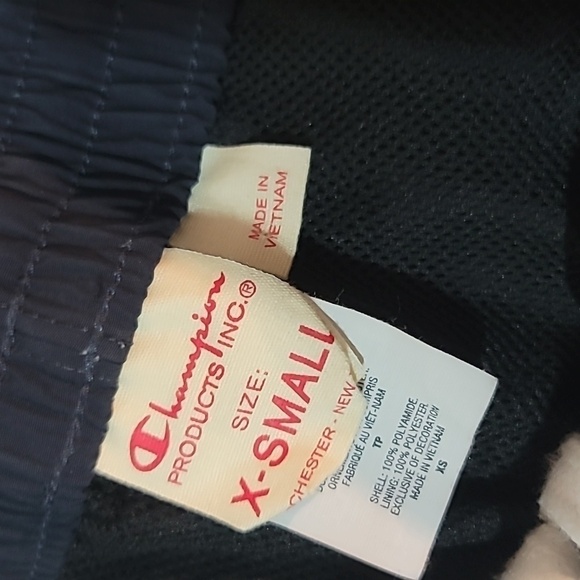 MADE IN
VIETNAM
Champion
PRODUCTS INC.®
SIZE:
X-SMALL
CHESTER - NEW
FABRIQUÉ AU VIÊT-NAM
TP
SHELL: 100% POLYAMIDE
LINING: 100% POLYESTER
EXCLUSIVE OF DECORATION
MADE IN VIETNAM
XS